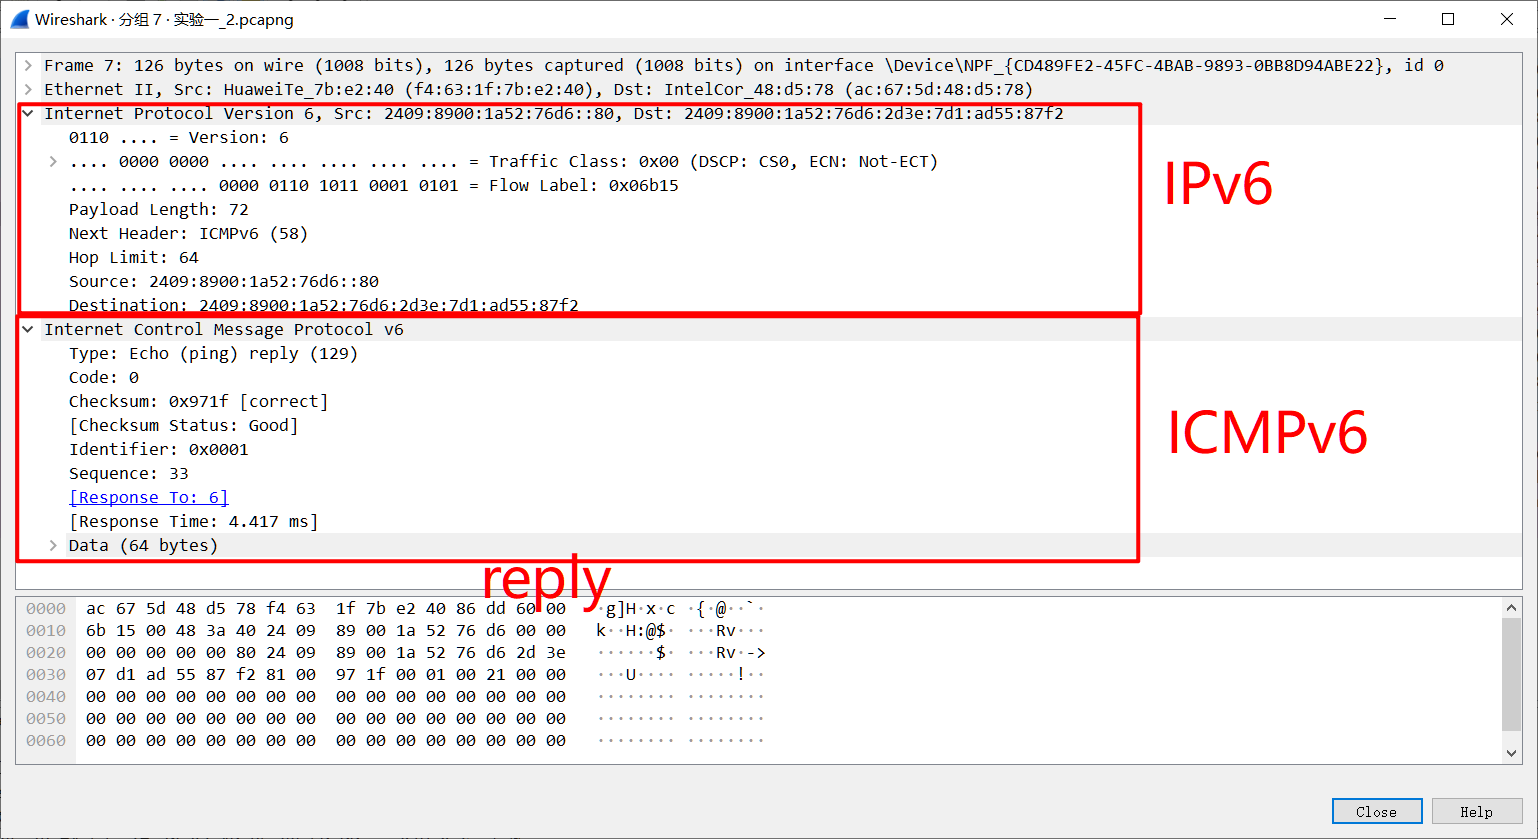 Wireshark · 分组 7 · 实验一_2.pcapng
Frame 7: 126 bytes on wire (1008 bits), 126 bytes captured (1008 bits) on interface \Device\NPF_{CD489FE2-45FC-4BAB-9893-0BB8D94ABE22}, id 0
Ethernet II, Src: HuaweiTe_7b:e2:40 (f4:63:1f:7b:e2:40), Dst: IntelCor_48:d5:78 (ac:67:5d:48:d5:78)
Internet Protocol Version 6, Src: 2409:8900:1a52:76d6::80, Dst: 2409:8900:1a52:76d6:2d3e:7d1:ad55:87f2
0110 .... = Version: 6
.... 0000 0000 .... .... .... .... .... = Traffic Class: 0x00 (DSCP: CS0, ECN: Not-ECT)
.... .... .... 0000 0110 1011 0001 0101 = Flow Label: 0x06b15
Payload Length: 72
Next Header: ICMPv6 (58)
Hop Limit: 64
Source: 2409:8900:1a52:76d6::80
Destination: 2409:8900:1a52:76d6:2d3e:7d1:ad55:87f2
IPv6
Internet Control Message Protocol v6
Type: Echo (ping) reply (129)
Code: 0
Checksum: 0x971f [correct]
[Checksum Status: Good]
Identifier: 0x0001
Sequence: 33
[Response To: 6]
[Response Time: 4.417 ms]
Data (64 bytes)
ICMPv6
reply
0000 ac 67 5d 48 d5 78 f4 63 1f 7b e2 40 86 dd 60 00 ·g]H·x·c ·{·@··`·
0010 6b 15 00 48 3a 40 24 09 89 00 1a 52 76 d6 00 00 k··H:@$· ···Rv···
0020 00 00 00 00 00 80 24 09 89 00 1a 52 76 d6 2d 3e ······$· ···Rv·->
0030 07 d1 ad 55 87 f2 81 00 97 1f 00 01 00 21 00 00 ···U···· ·····!··
0040 00 00 00 00 00 00 00 00 00 00 00 00 00 00 00 00 ········ ········
0050 00 00 00 00 00 00 00 00 00 00 00 00 00 00 00 00 ········ ········
0060 00 00 00 00 00 00 00 00 00 00 00 00 00 00 00 00 ········ ········
Close Help